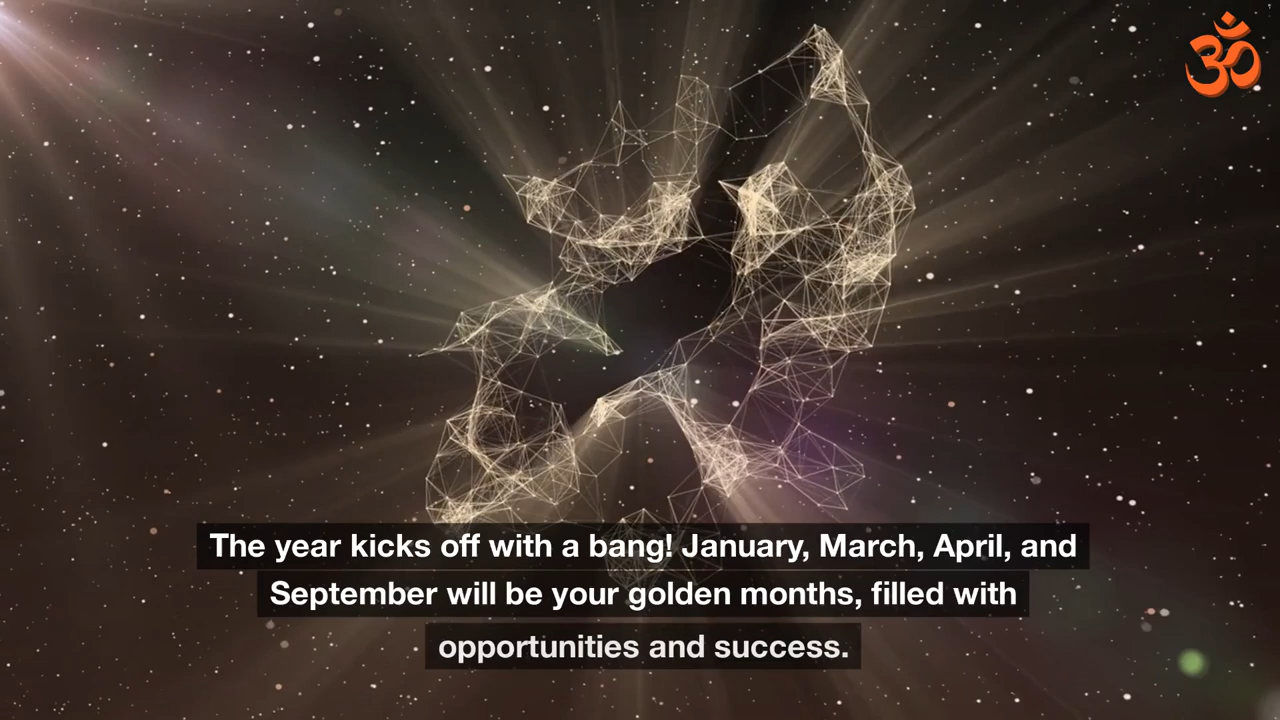 ॐ
The year kicks off with a bang! January, March, April, and
September will be your golden months, filled with
opportunities and success.